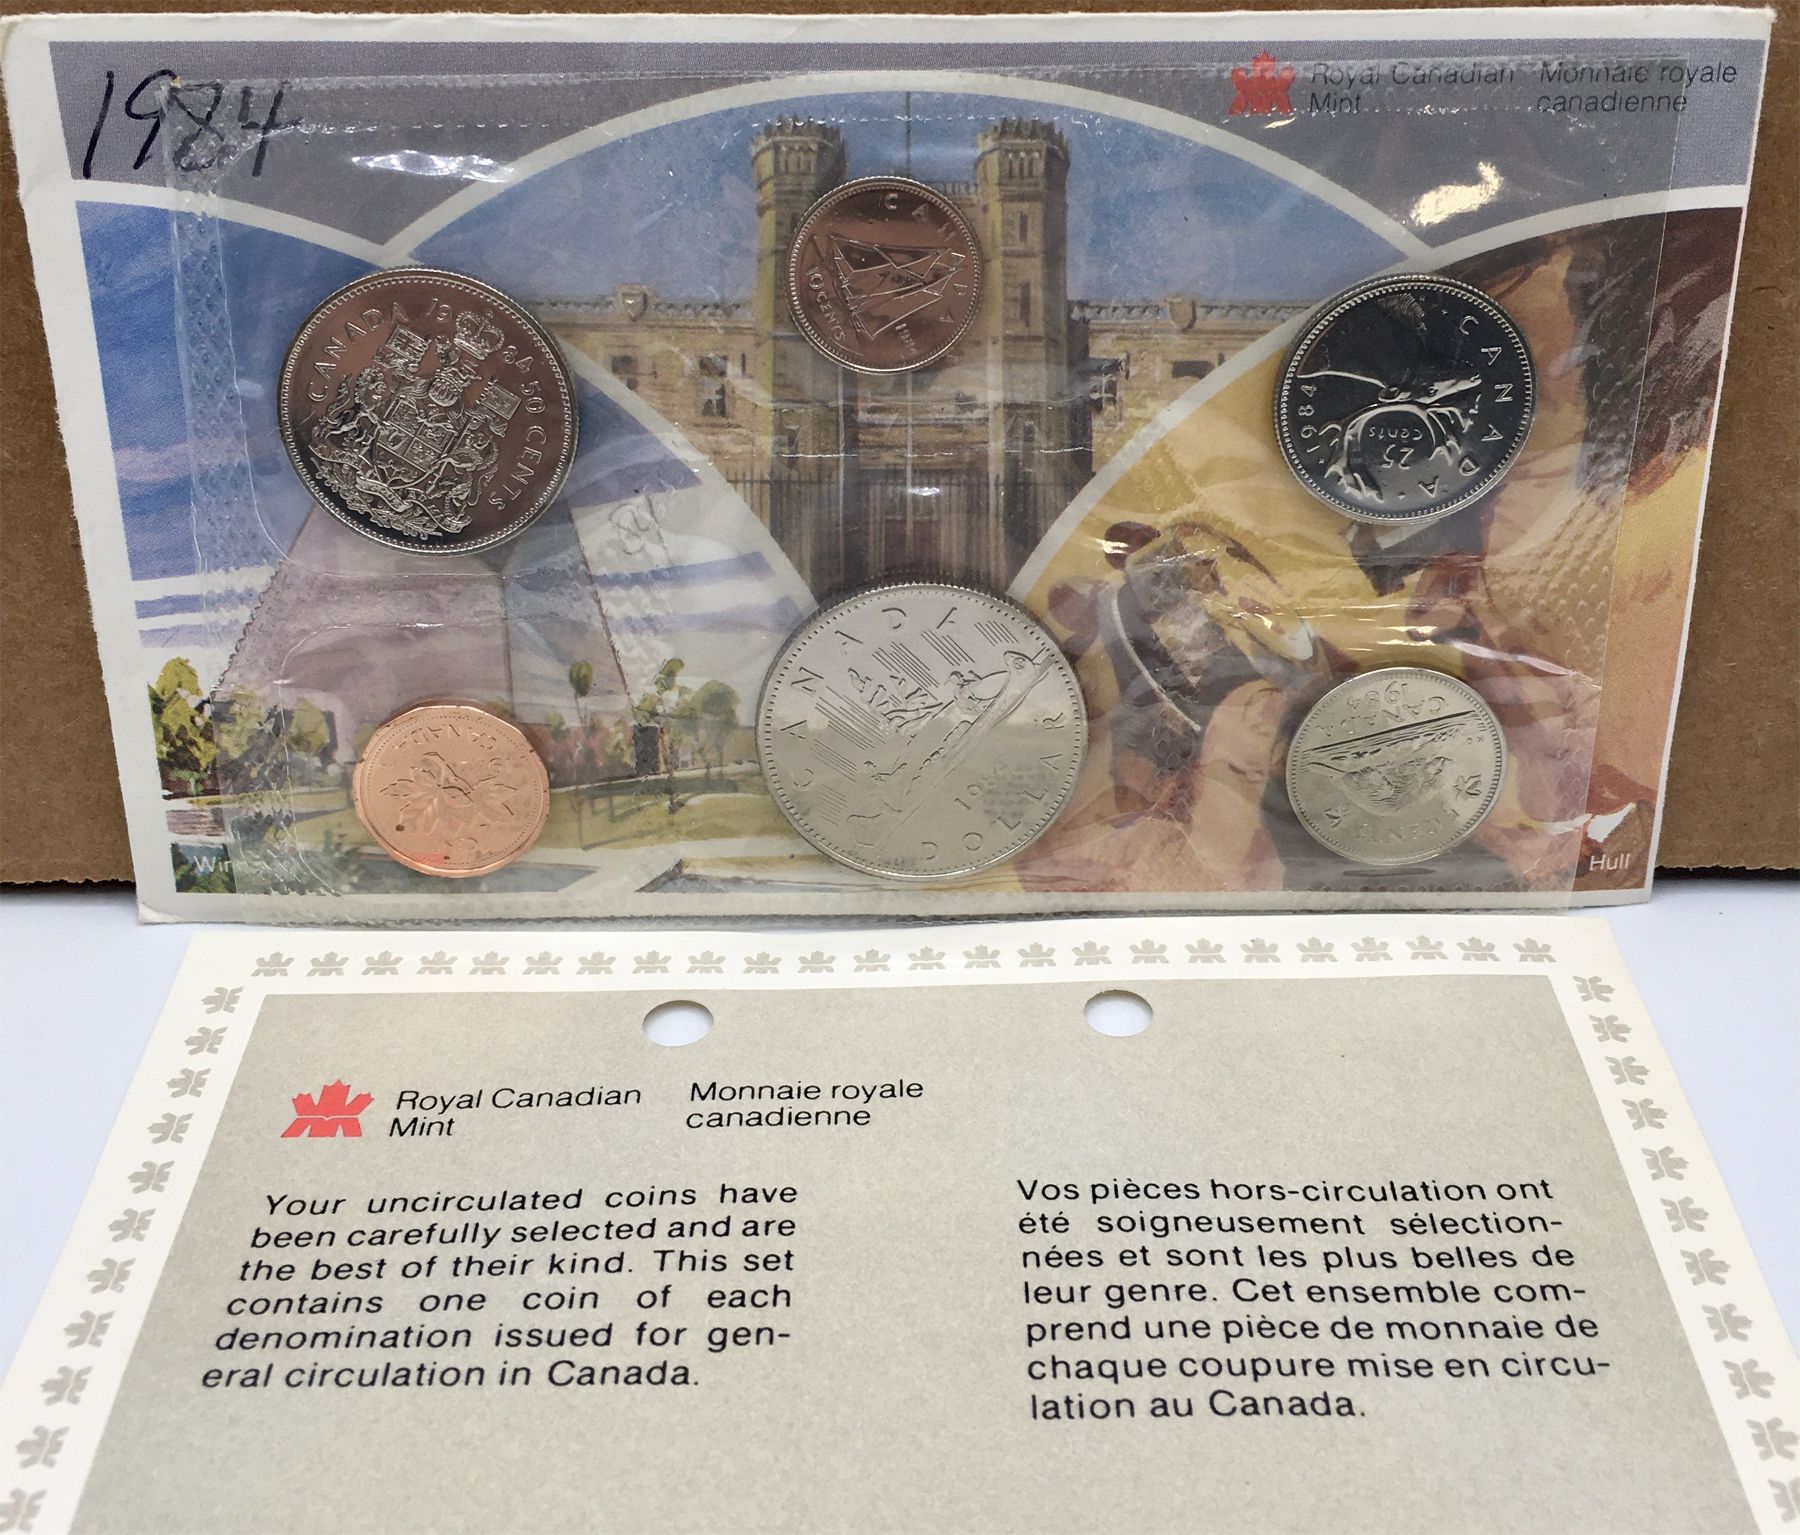 1984
Royal Canadian Monnaie royale
Mint canadienne
CANADA 1984 50 CENTS
CANADA
10 CENTS
1984
CANADA
1984
25
cents
CANADA
CANADA
1984
DOLLAR
CANADA
1984
5 CENTS
Hull
Royal Canadian
Mint
Monnaie royale
canadienne
Your uncirculated coins have
been carefully selected and are
the best of their kind. This set
contains one coin of each
denomination issued for gen-
eral circulation in Canada.
Vos pièces hors-circulation ont
été soigneusement sélection-
nées et sont les plus belles de
leur genre. Cet ensemble com-
prend une pièce de monnaie de
chaque coupure mise en circu-
lation au Canada.